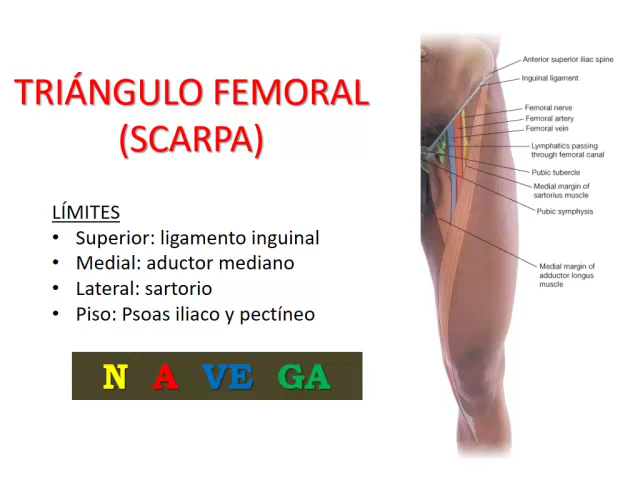 TRIÁNGULO FEMORAL
(SCARPA)
LÍMITES
• Superior: ligamento inguinal
• Medial: aductor mediano
• Lateral: sartorio
• Piso: Psoas iliaco y pectíneo
N A VE GA
Anterior superior iliac spine
Inguinal ligament
Femoral nerve
Femoral artery
Femoral vein
Lymphatics passing
through femoral canal
Pubic tubercle
Medial margin of
sartorius muscle
Pubic symphysis
Medial margin of
adductor longus
muscle